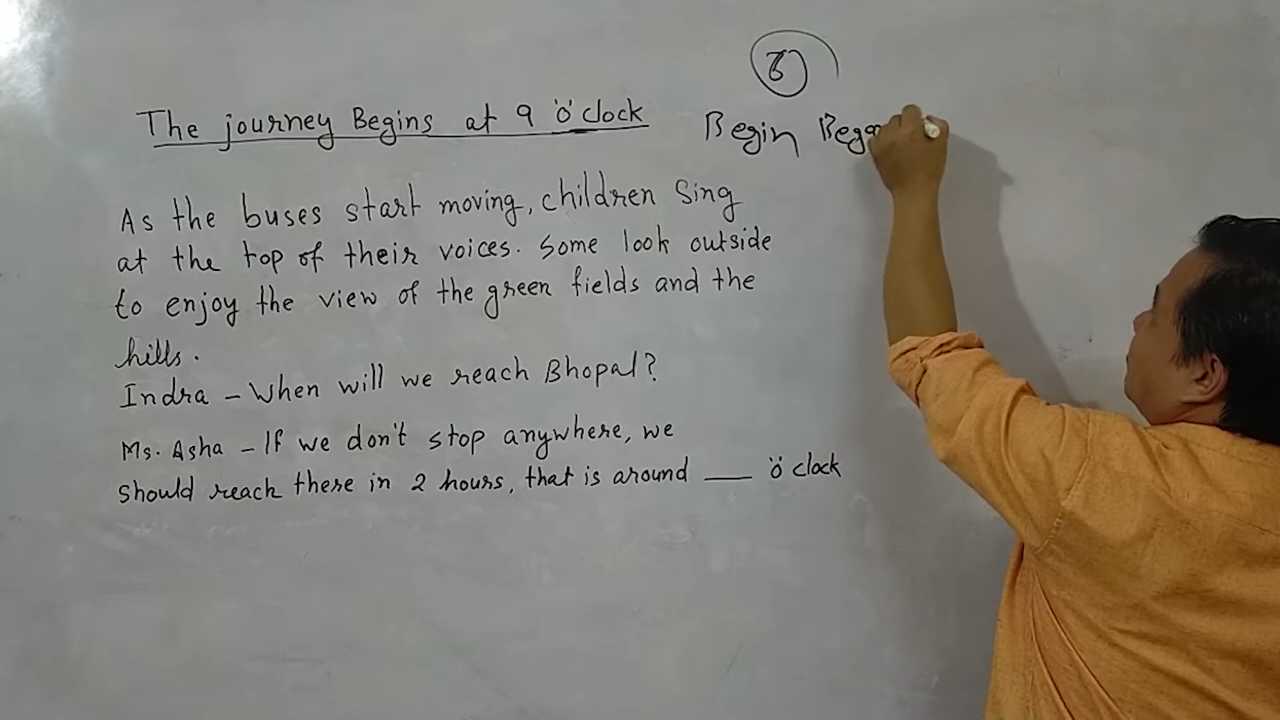 The journey Begins at 9 'o' clock
Begin
As the buses start moving, children Sing
at the top of their voices. Some look outside
to enjoy the view of the green fields and the
hills.
Indra - When will we reach Bhopal?
Ms. Asha - If we don't stop anywhere, we
should reach there in 2 hours, that is around ___ 'o' clock